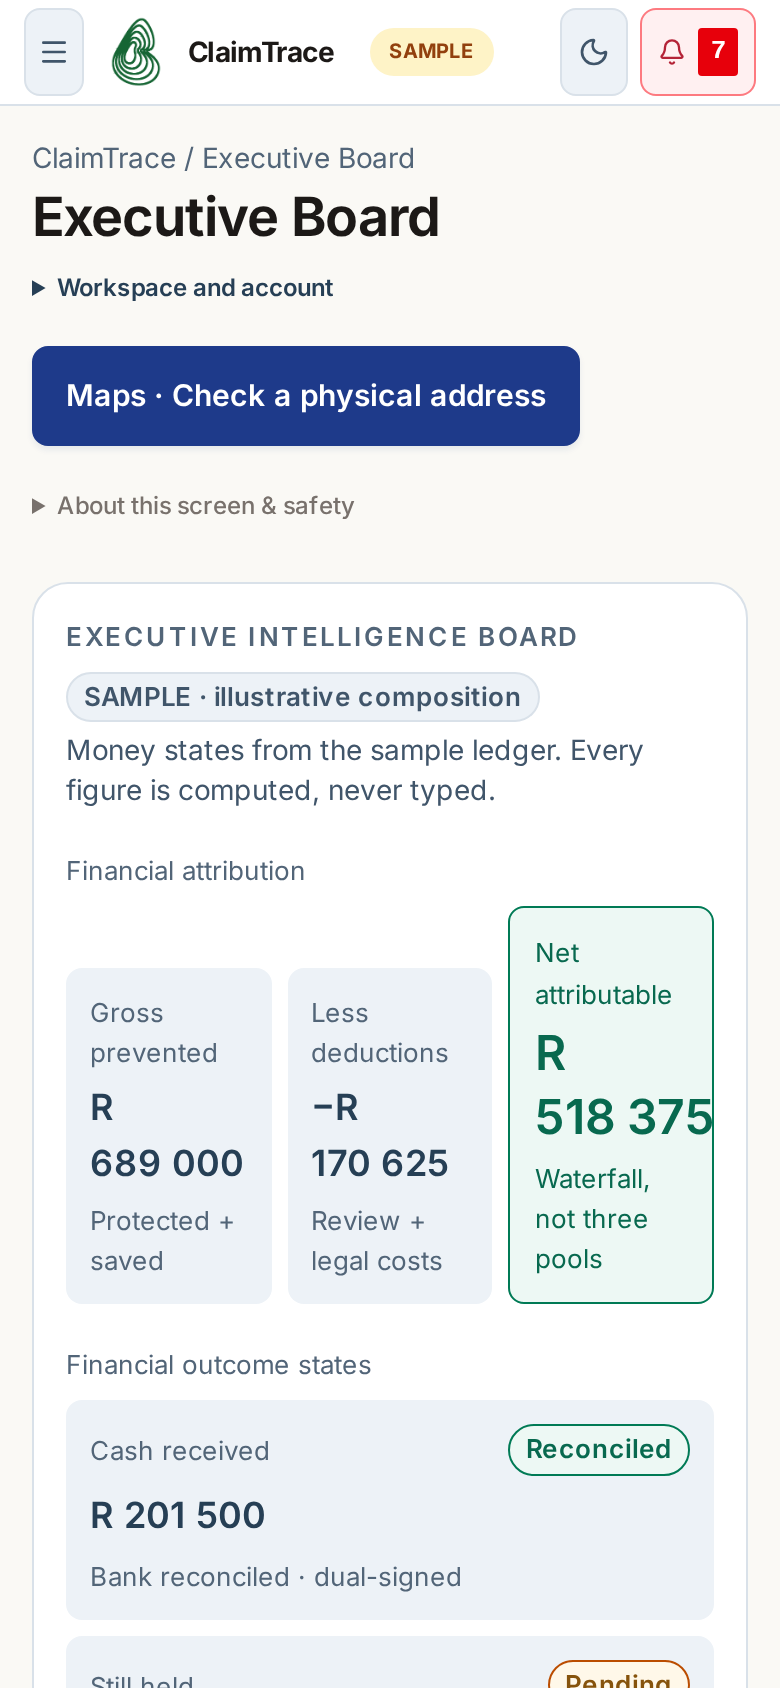 ClaimTrace
SAMPLE
7
ClaimTrace / Executive Board
Executive Board
Workspace and account
Maps · Check a physical address
About this screen & safety
EXECUTIVE INTELLIGENCE BOARD
SAMPLE · illustrative composition
Money states from the sample ledger. Every
figure is computed, never typed.
Financial attribution
Gross
prevented
R
689 000
Protected +
saved
Less
deductions
−R
170 625
Review +
legal costs
Net
attributable
R
518 375
Waterfall,
not three
pools
Financial outcome states
Cash received
Reconciled
R 201 500
Bank reconciled · dual-signed
Still held
Pending